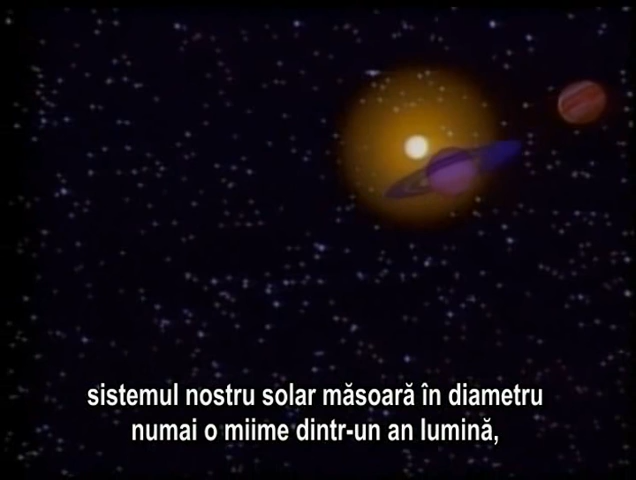 sistemul nostru solar măsoară în diametru
numai o miime dintr-un an lumină,